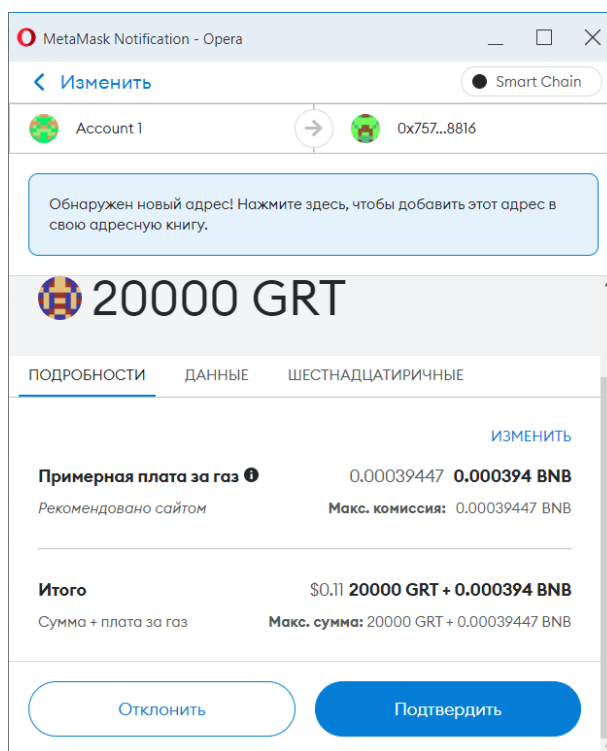 MetaMask Notification - Opera
Изменить
Smart Chain
Account 1
0x757...8816
Обнаружен новый адрес! Нажмите здесь, чтобы добавить этот адрес в
свою адресную книгу.
20000 GRT
ПОДРОБНОСТИ ДАННЫЕ ШЕСТНАДЦАТИРИЧНЫЕ
ИЗМЕНИТЬ
Примерная плата за газ 0.00039447 0.000394 BNB
Рекомендовано сайтом Макс. комиссия: 0.00039447 BNB
Итого $0.11 20000 GRT + 0.000394 BNB
Сумма + плата за газ Макс. сумма: 20000 GRT + 0.00039447 BNB
Отклонить Подтвердить